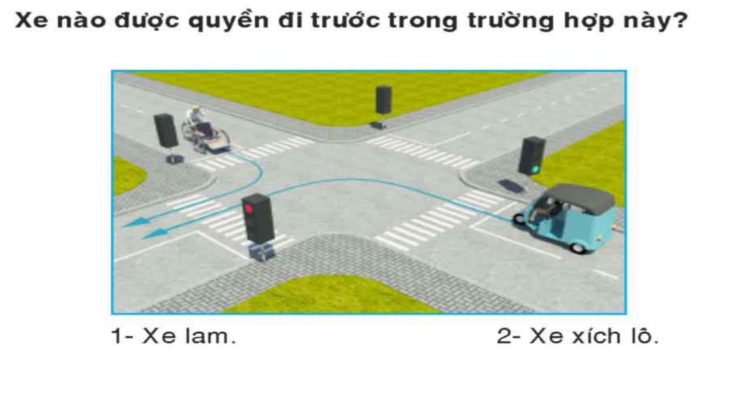 Xe nào được quyền đi trước trong trường hợp này?
1- Xe lam.
2- Xe xích lô.